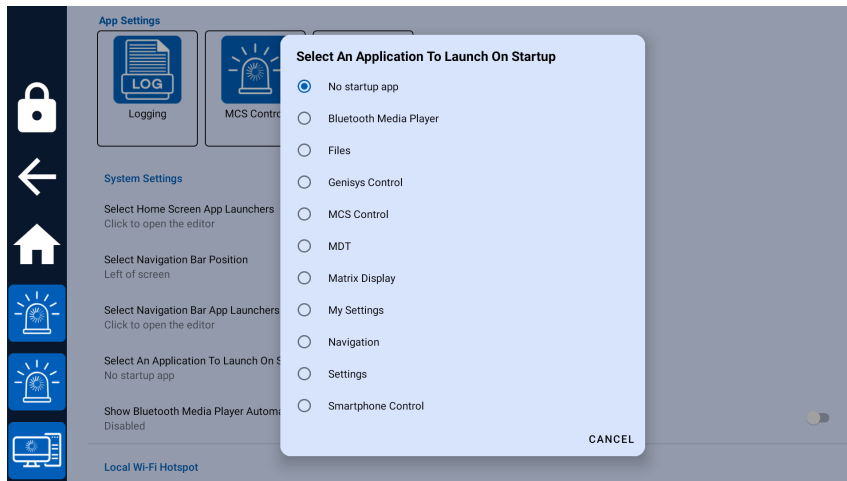 App Settings
LOG
Logging
MCS Contro
System Settings
Select Home Screen App Launchers
Click to open the editor
Select Navigation Bar Position
Left of screen
Select Navigation Bar App Launchers
Click to open the editor
Select An Application To Launch On S
No startup app
Show Bluetooth Media Player Automa
Disabled
Local Wi-Fi Hotspot
Select An Application To Launch On Startup
No startup app
Bluetooth Media Player
Files
Genisys Control
MCS Control
MDT
Matrix Display
My Settings
Navigation
Settings
Smartphone Control
CANCEL